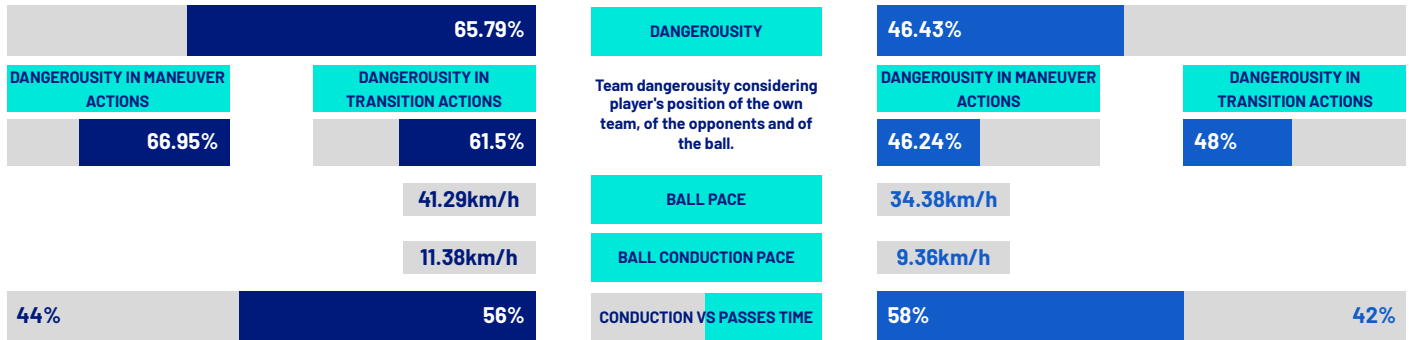 65.79%
DANGEROUSITY
46.43%
DANGEROUSITY IN MANEUVER
ACTIONS
DANGEROUSITY IN
TRANSITION ACTIONS
Team dangerousity considering
player's position of the own
team, of the opponents and of
the ball.
DANGEROUSITY IN MANEUVER
ACTIONS
DANGEROUSITY IN
TRANSITION ACTIONS
66.95%
61.5%
46.24%
48%
41.29km/h
BALL PACE
34.38km/h
11.38km/h
BALL CONDUCTION PACE
9.36km/h
44%
56%
CONDUCTION VS PASSES TIME
58%
42%